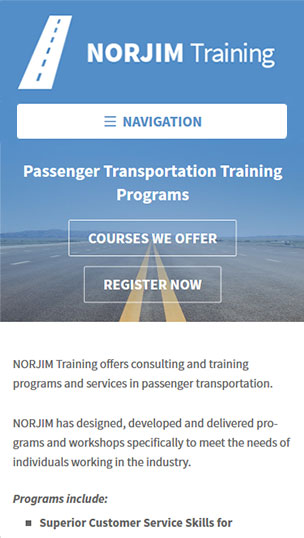 NORJIM Training
☰ NAVIGATION
Passenger Transportation Training
Programs
COURSES WE OFFER
REGISTER NOW
NORJIM Training offers consulting and training
programs and services in passenger transportation.
NORJIM has designed, developed and delivered pro-
grams and workshops specifically to meet the needs of
individuals working in the industry.
Programs include:
■ Superior Customer Service Skills for